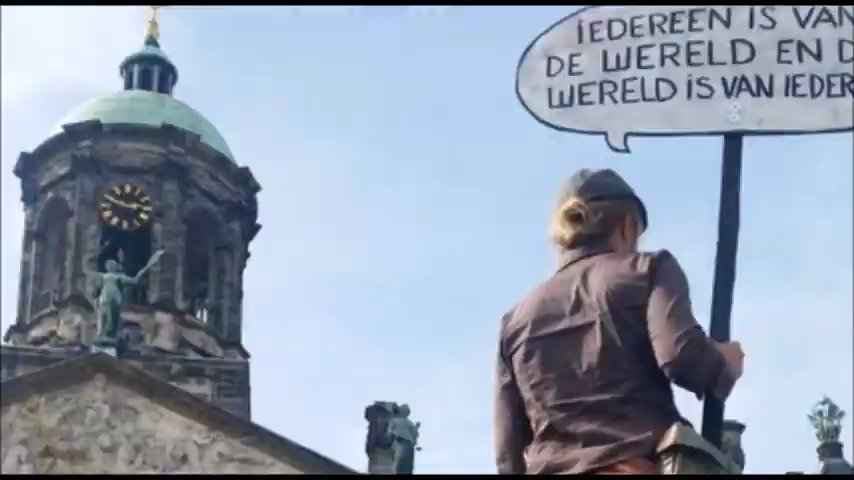 IEDEREEN IS VAN
DE WERELD EN D
WERELD IS VAN IEDER